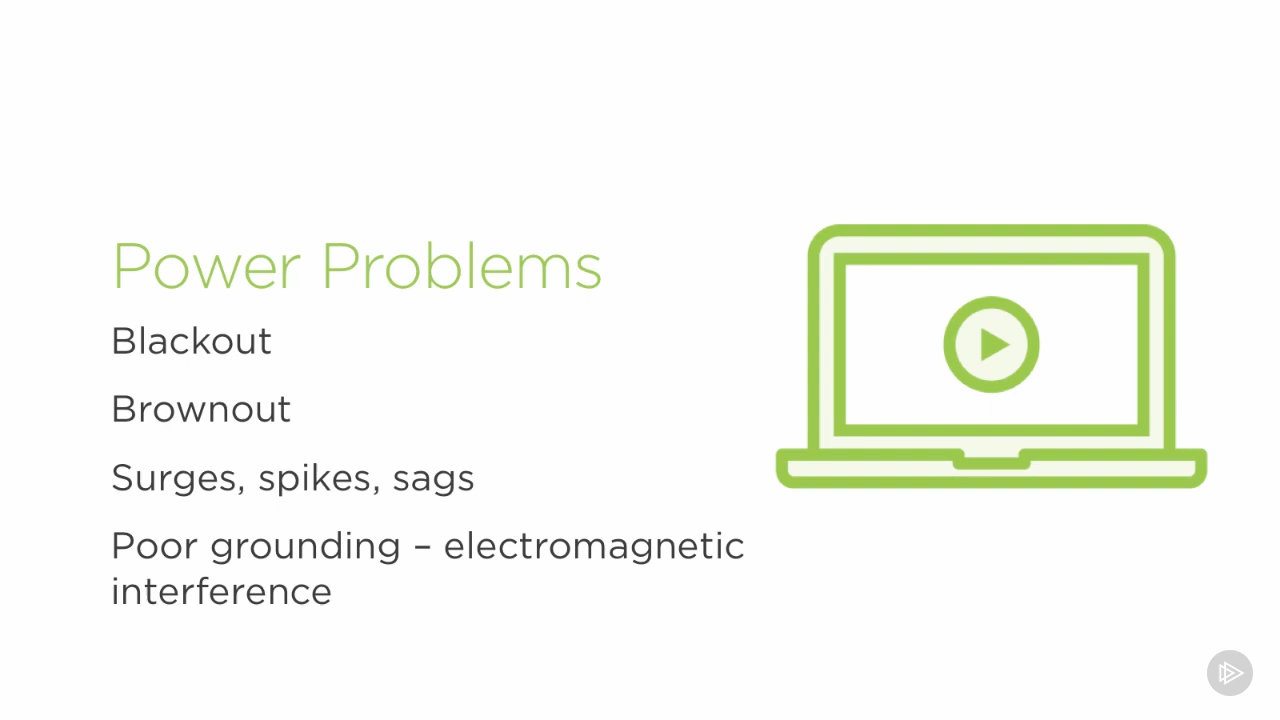 Power Problems
Blackout
Brownout
Surges, spikes, sags
Poor grounding – electromagnetic
interference